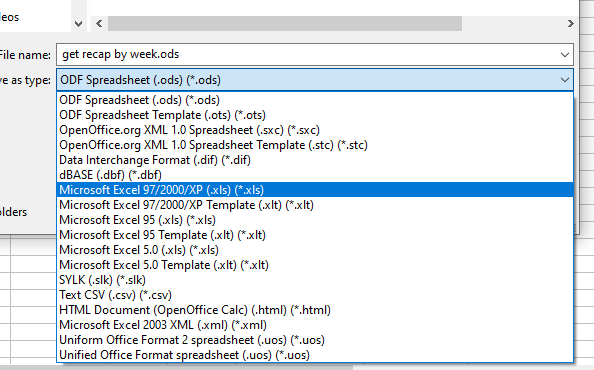 eos
File name: get recap by week.ods
ve as type: ODF Spreadsheet (.ods) (*.ods)
ODF Spreadsheet (.ods) (*.ods)
ODF Spreadsheet Template (.ots) (*.ots)
OpenOffice.org XML 1.0 Spreadsheet (.sxc) (*.sxc)
OpenOffice.org XML 1.0 Spreadsheet Template (.stc) (*.stc)
Data Interchange Format (.dif) (*.dif)
dBASE (.dbf) (*.dbf)
Microsoft Excel 97/2000/XP (.xls) (*.xls)
Microsoft Excel 97/2000/XP Template (.xlt) (*.xlt)
olders
Microsoft Excel 95 (.xls) (*.xls)
Microsoft Excel 95 Template (.xlt) (*.xlt)
Microsoft Excel 5.0 (.xls) (*.xls)
Microsoft Excel 5.0 Template (.xlt) (*.xlt)
SYLK (.slk) (*.slk)
Text CSV (.csv) (*.csv)
HTML Document (OpenOffice Calc) (.html) (*.html)
Microsoft Excel 2003 XML (.xml) (*.xml)
Uniform Office Format 2 spreadsheet (.uos) (*.uos)
Unified Office Format spreadsheet (.uos) (*.uos)